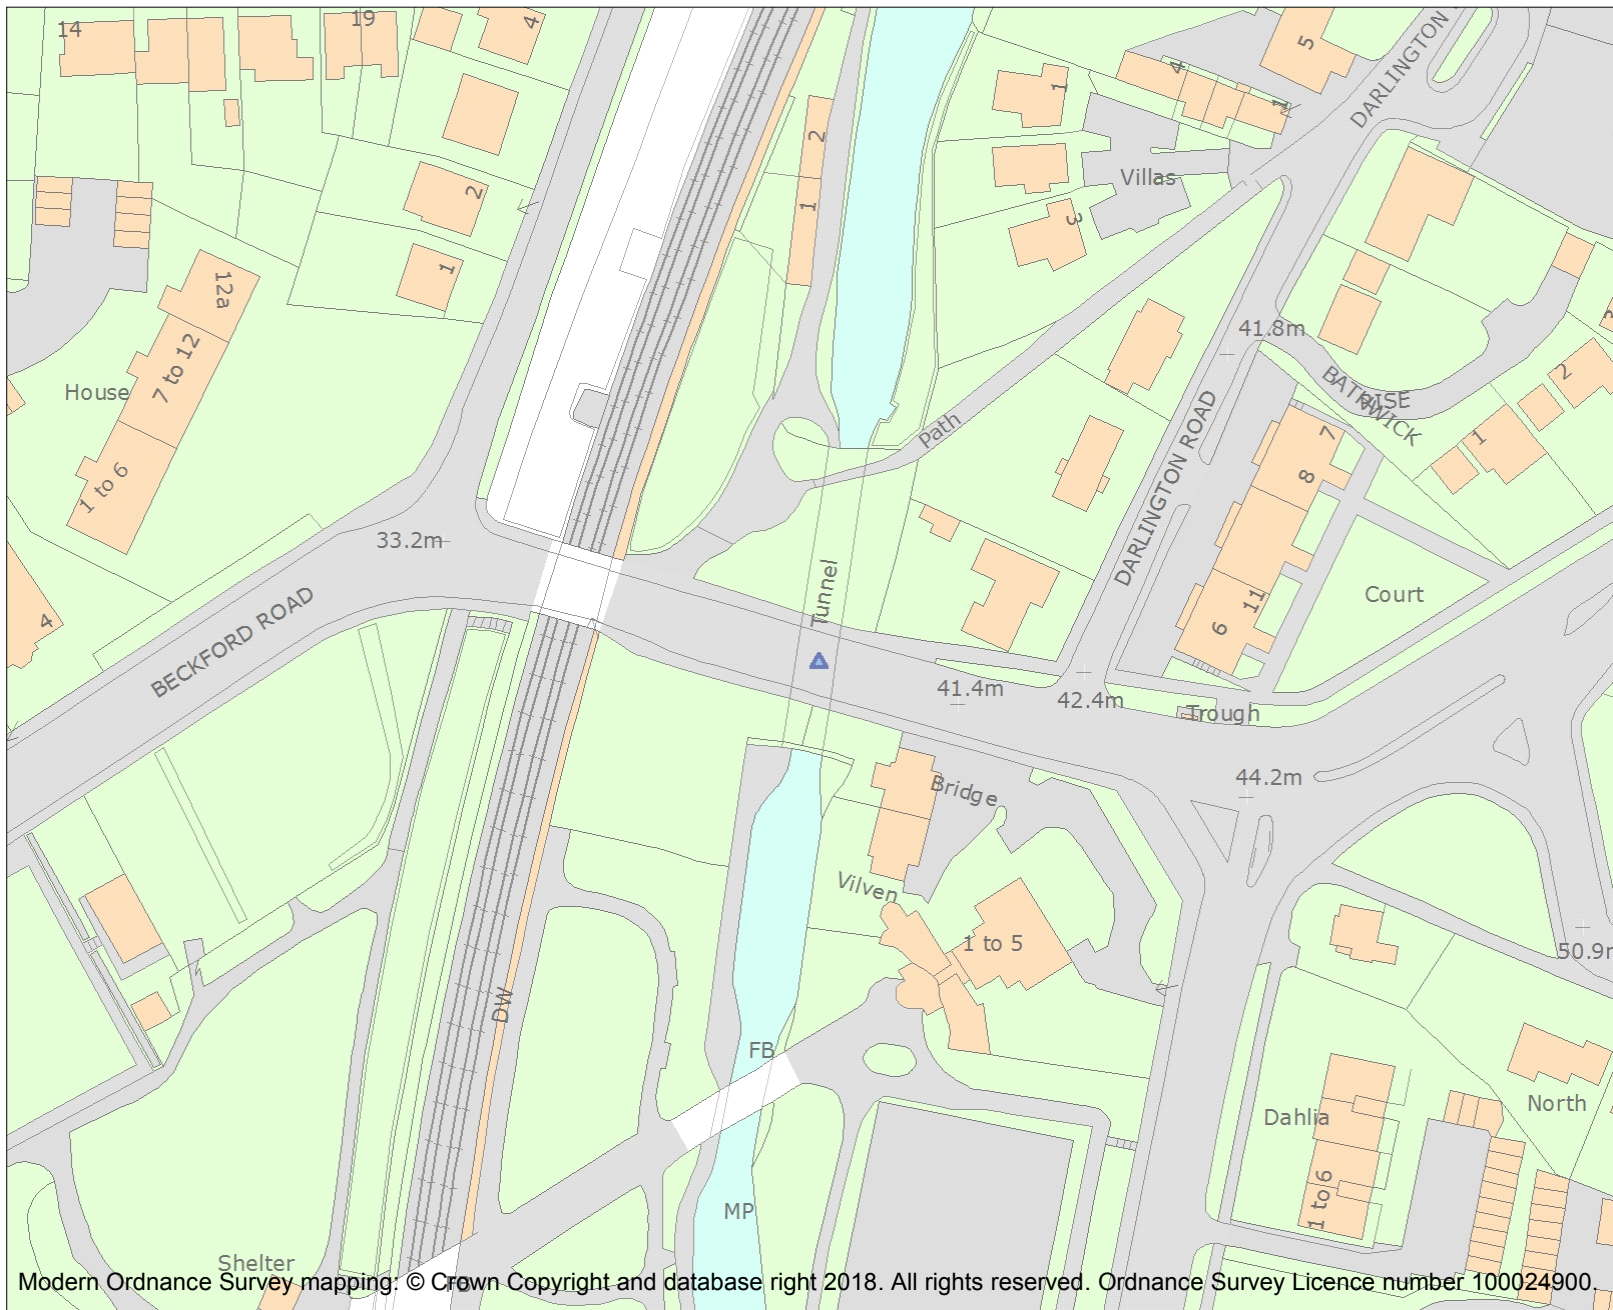 14
19
4
DARLINGTON
5
4
1
1
2
2
1
Villas
3
1
12a
41.8m
3
7 to 12
House
2
BATHWICK
RISE
Path
DARLINGTON ROAD
7
1
8
1 to 6
33.2m
Tunnel
Court
11
BECKFORD ROAD
4
6
41.4m
42.4m
Trough
44.2m
Bridge
Vilven
1 to 5
50.9m
DW
FB
Dahlia
North
1 to 6
MP
Shelter
FB
Modern Ordnance Survey mapping: © Crown Copyright and database right 2018. All rights reserved. Ordnance Survey Licence number 100024900.